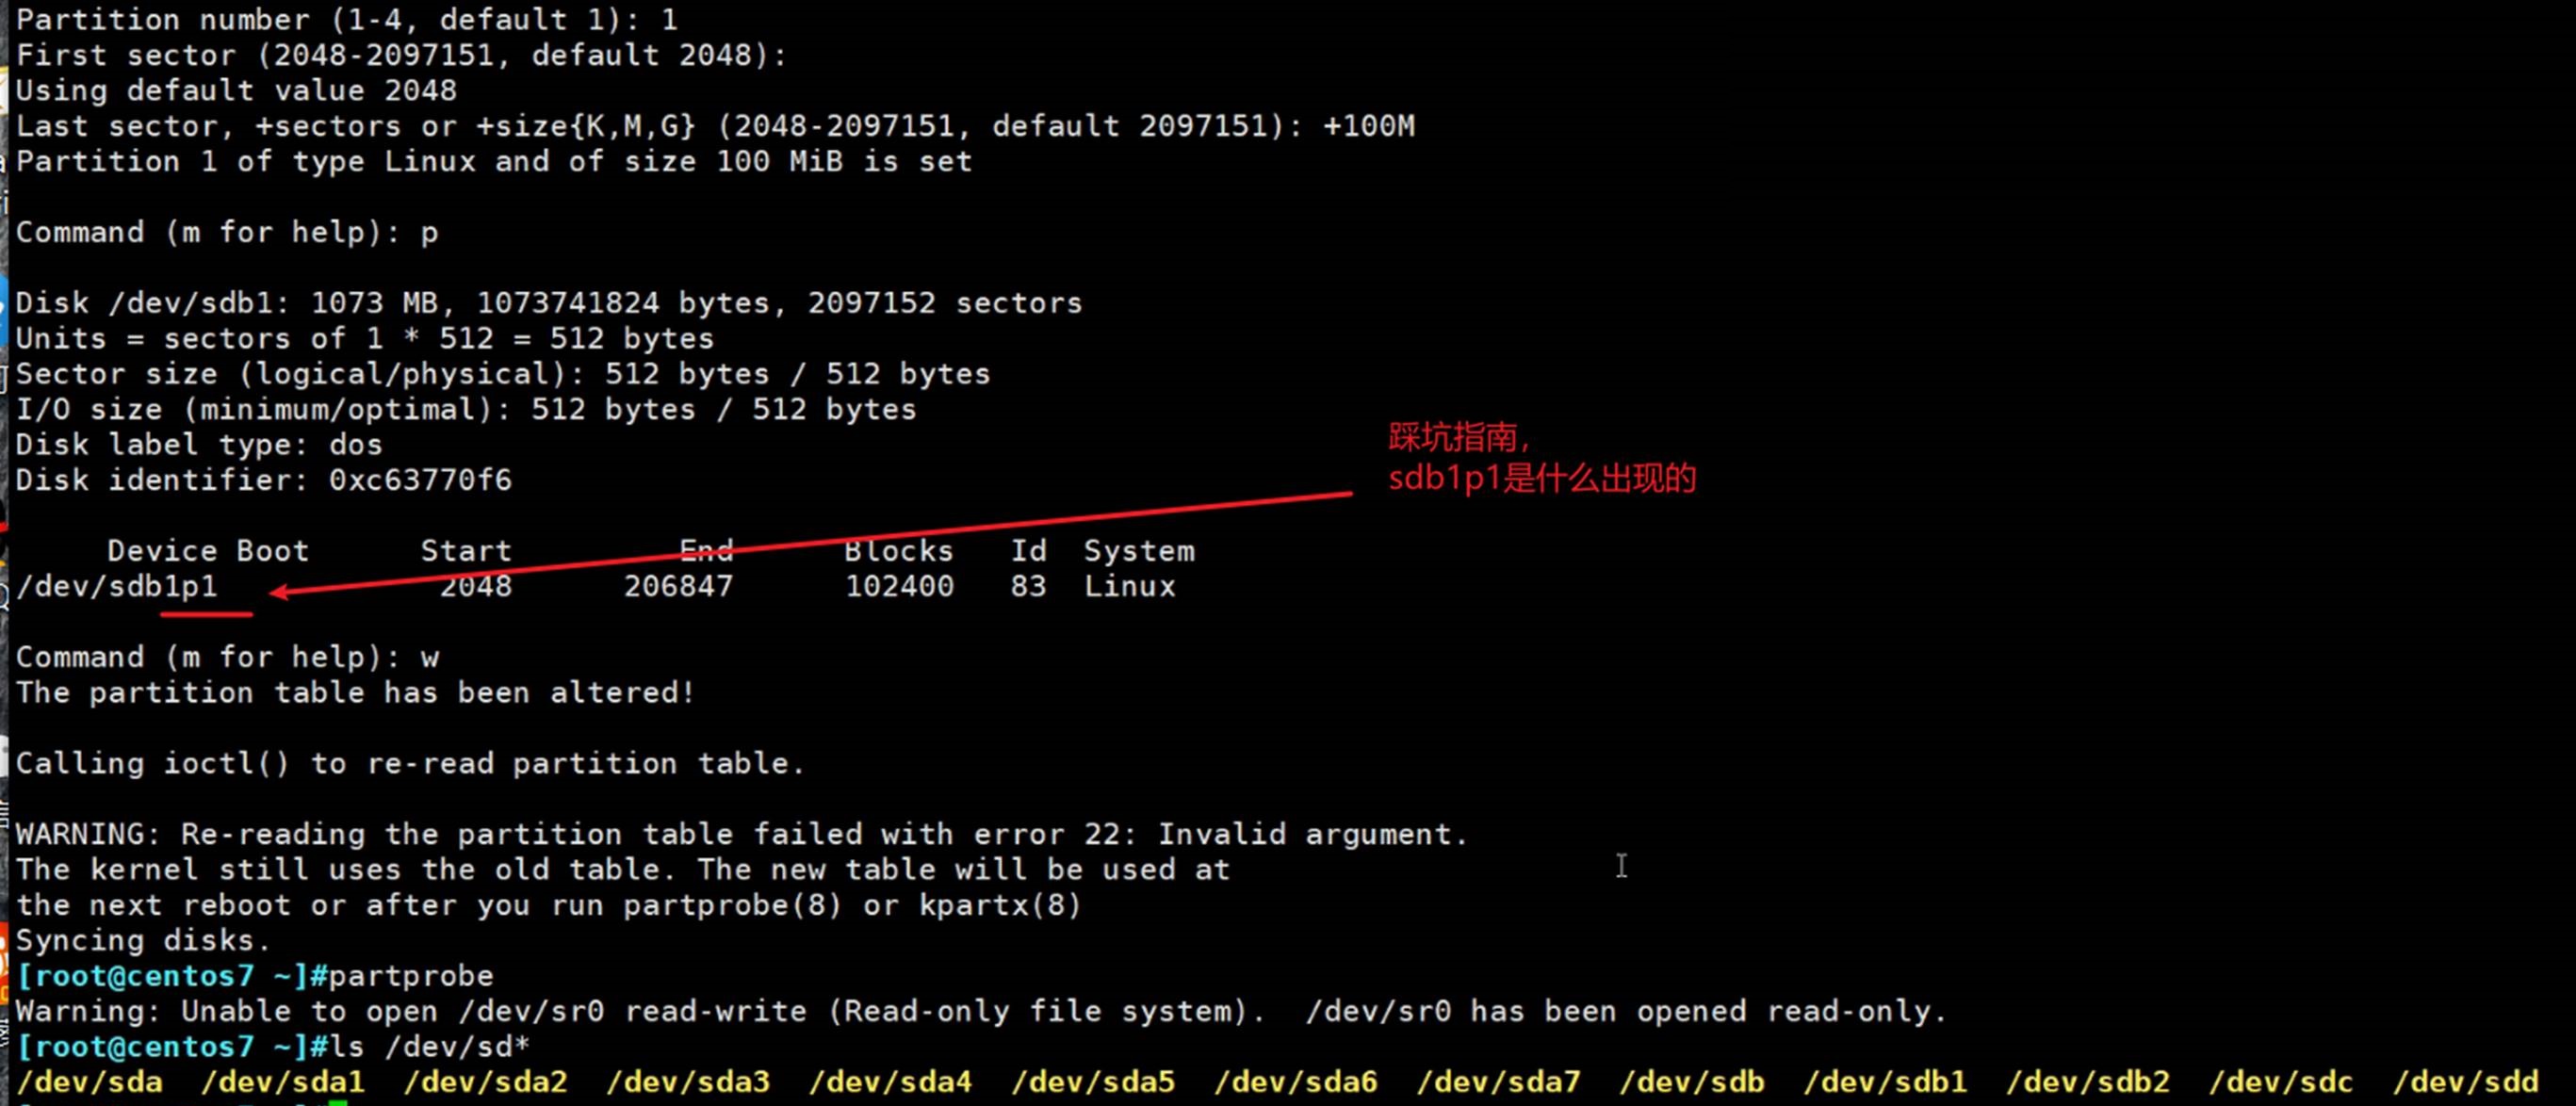 Partition number (1-4, default 1): 1
First sector (2048-2097151, default 2048):
Using default value 2048
Last sector, +sectors or +size{K,M,G} (2048-2097151, default 2097151): +100M
Partition 1 of type Linux and of size 100 MiB is set
Command (m for help): p
Disk /dev/sdb1: 1073 MB, 1073741824 bytes, 2097152 sectors
Units = sectors of 1 * 512 = 512 bytes
Sector size (logical/physical): 512 bytes / 512 bytes
I/O size (minimum/optimal): 512 bytes / 512 bytes
Disk label type: dos
Disk identifier: 0xc63770f6
踩坑指南，
sdb1p1是什么出现的
Device Boot Start End Blocks Id System
/dev/sdb1p1 2048 206847 102400 83 Linux
Command (m for help): w
The partition table has been altered!
Calling ioctl() to re-read partition table.
WARNING: Re-reading the partition table failed with error 22: Invalid argument.
The kernel still uses the old table. The new table will be used at
the next reboot or after you run partprobe(8) or kpartx(8)
Syncing disks.
[root@centos7 ~]#partprobe
Warning: Unable to open /dev/sr0 read-write (Read-only file system).  /dev/sr0 has been opened read-only.
[root@centos7 ~]#ls /dev/sd*
/dev/sda  /dev/sda1  /dev/sda2  /dev/sda3  /dev/sda4  /dev/sda5  /dev/sda6  /dev/sda7  /dev/sdb  /dev/sdb1  /dev/sdb2  /dev/sdc  /dev/sdd